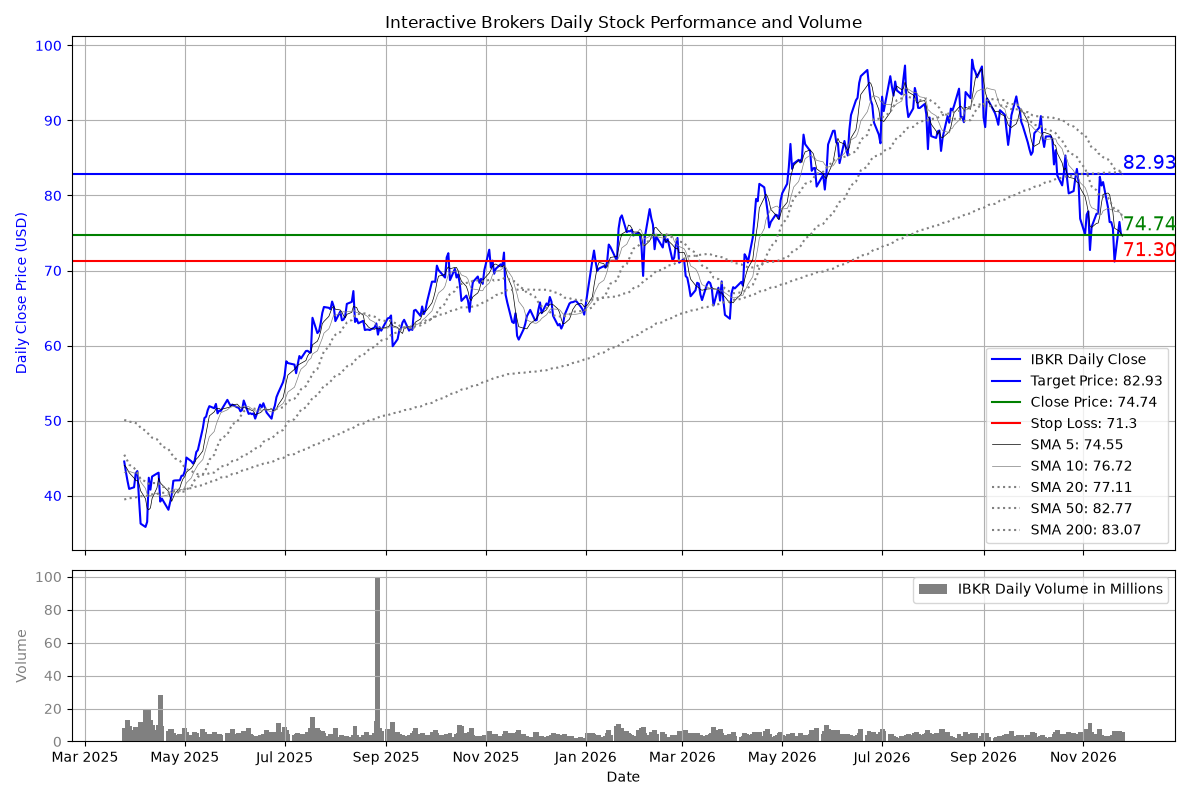 Interactive Brokers Daily Stock Performance and Volume
100
90
80
70
60
50
40
Daily Close Price (USD)
82.93
74.74
71.30
IBKR Daily Close
Target Price: 82.93
Close Price: 74.74
Stop Loss: 71.3
SMA 5: 74.55
SMA 10: 76.72
SMA 20: 77.11
SMA 50: 82.77
SMA 200: 83.07
100
80
60
40
20
0
Volume
IBKR Daily Volume in Millions
Mar 2025 May 2025 Jul 2025 Sep 2025 Nov 2025 Jan 2026 Mar 2026 May 2026 Jul 2026 Sep 2026 Nov 2026
Date